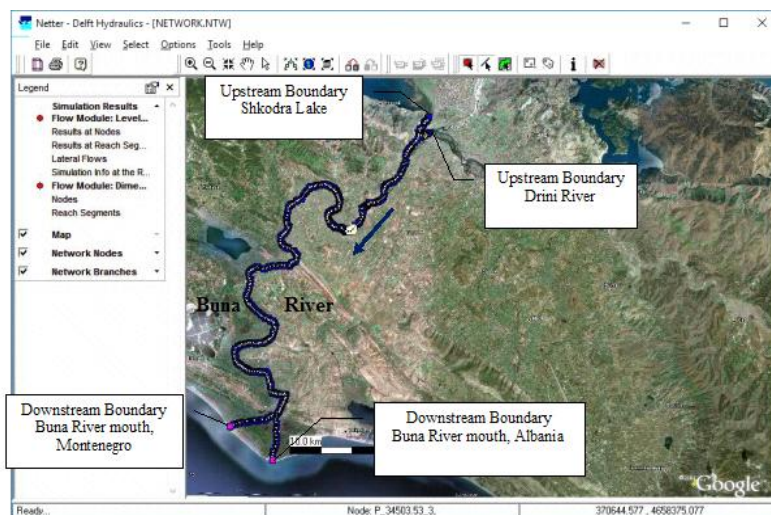 Netter - Delft Hydraulics - [NETWORK.NTW]
File Edit View Select Options Tools Help
Legend
Simulation Results
Flow Module: Level...
Results at Nodes
Results at Reach Seg...
Lateral Flows
Simulation Info at the R...
Flow Module: Dime...
Nodes
Reach Segments
Map
Network Nodes
Network Branches
Upstream Boundary
Shkodra Lake
Upstream Boundary
Drini River
Buna River
Downstream Boundary
Buna River mouth,
Montenegro
Downstream Boundary
Buna River mouth, Albania
10.0 km
Google
Ready...
Node: P_34503.53_3,
370644.577 , 4658375.077